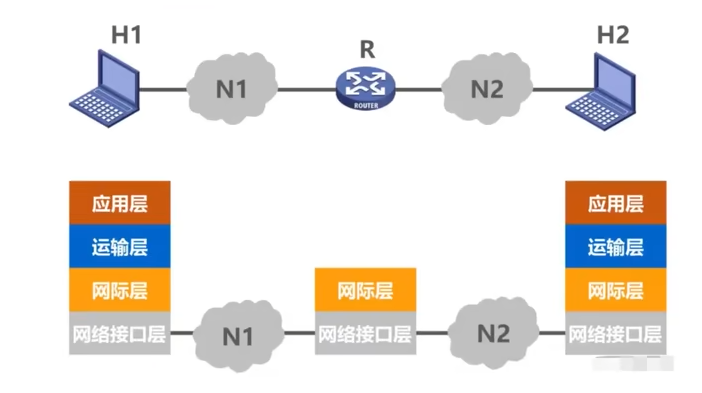 H1
R
H2
N1
ROUTER
N2
应用层
应用层
运输层
运输层
网际层
网际层
网际层
网络接口层
N1
网络接口层
N2
网络接口层